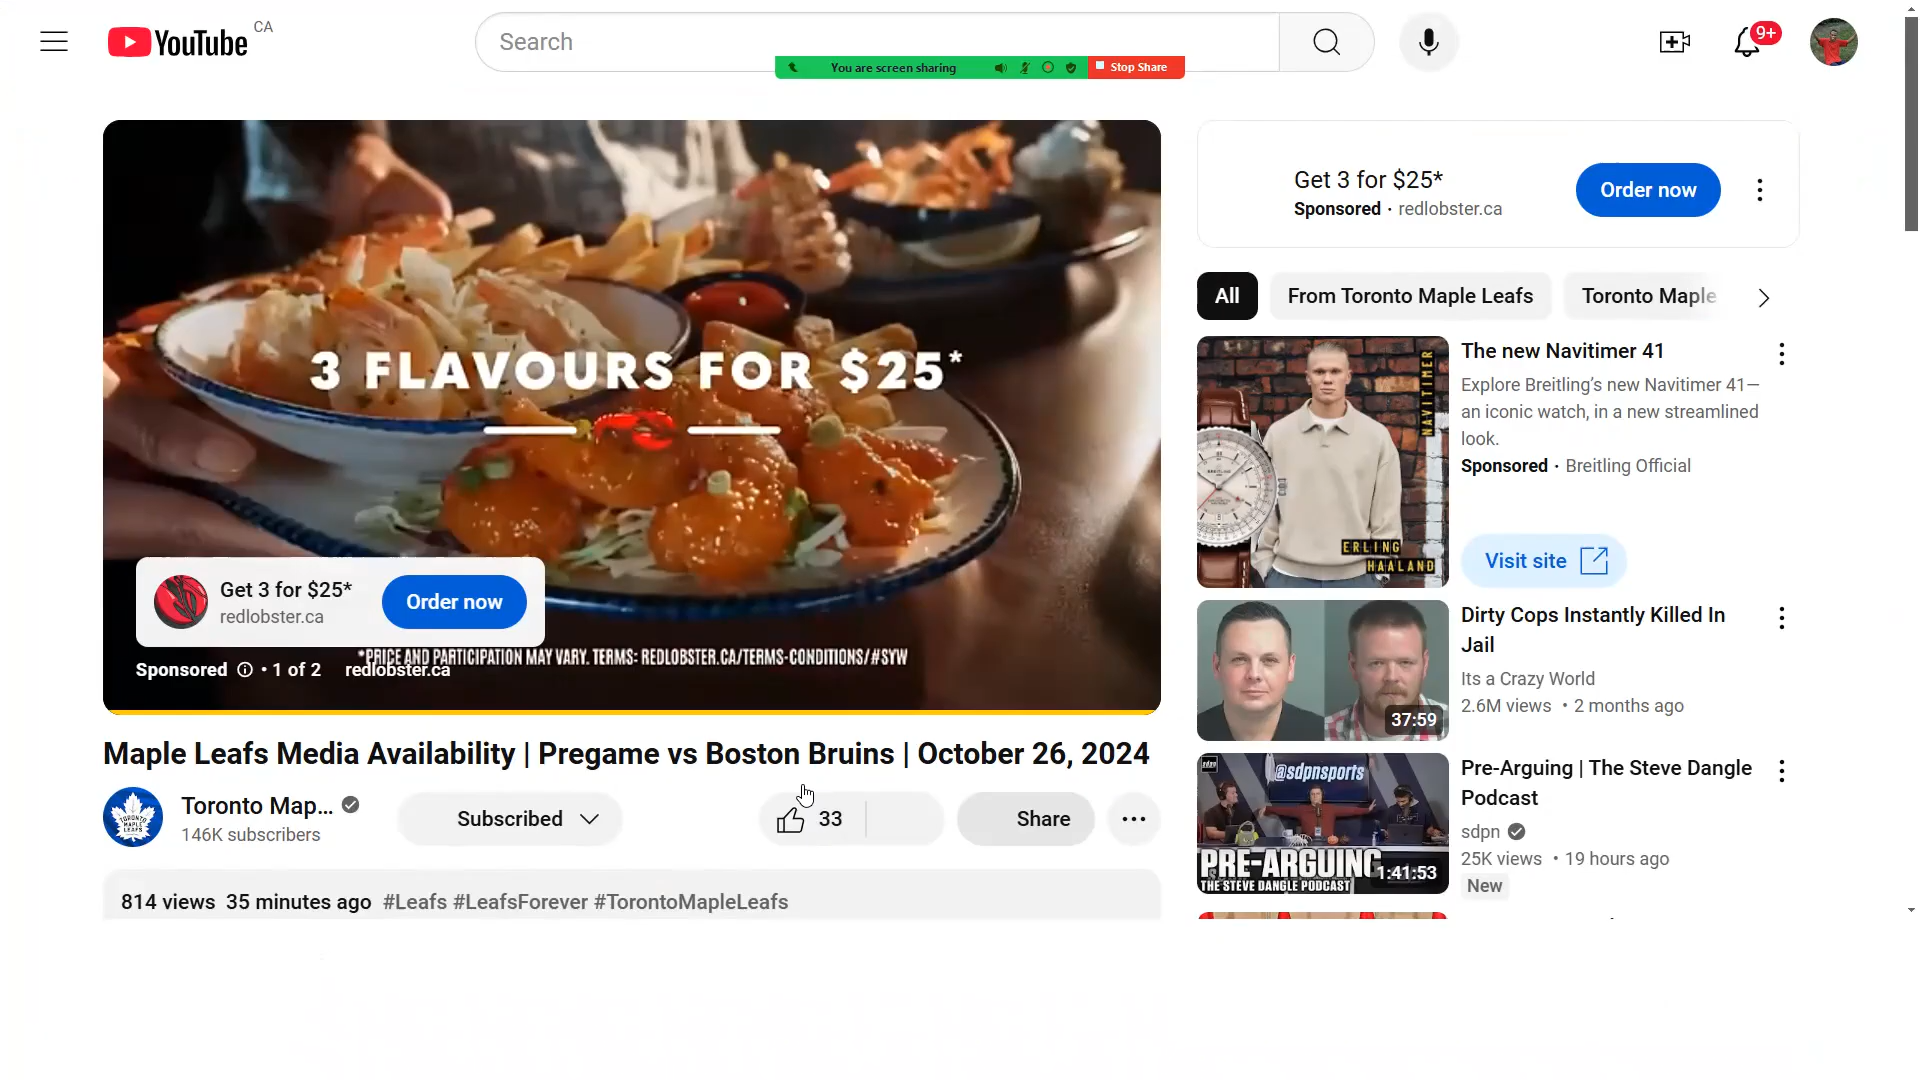 YouTube CA
Search
9+
You are screen sharing
Stop Share
3 FLAVOURS FOR $25*
Get 3 for $25*
redlobster.ca
Order now
*PRICE AND PARTICIPATION MAY VARY. TERMS: REDLOBSTER.CA/TERMS-CONDITIONS/#SYW
Sponsored • 1 of 2 redlobster.ca
Maple Leafs Media Availability | Pregame vs Boston Bruins | October 26, 2024
TORONTO
MAPLE
LEAFS
Toronto Map...
146K subscribers
Subscribed
33
Share
814 views 35 minutes ago #Leafs #LeafsForever #TorontoMapleLeafs
Get 3 for $25*
Sponsored · redlobster.ca
Order now
All
From Toronto Maple Leafs
Toronto Maple
NAVITIMER
ERLING
HAALAND
The new Navitimer 41
Explore Breitling’s new Navitimer 41—
an iconic watch, in a new streamlined
look.
Sponsored · Breitling Official
Visit site
37:59
Dirty Cops Instantly Killed In
Jail
Its a Crazy World
2.6M views • 2 months ago
@sdpnsports
PRE-ARGUING
THE STEVE DANGLE PODCAST
1:41:53
Pre-Arguing | The Steve Dangle
Podcast
sdpn
25K views • 19 hours ago
New